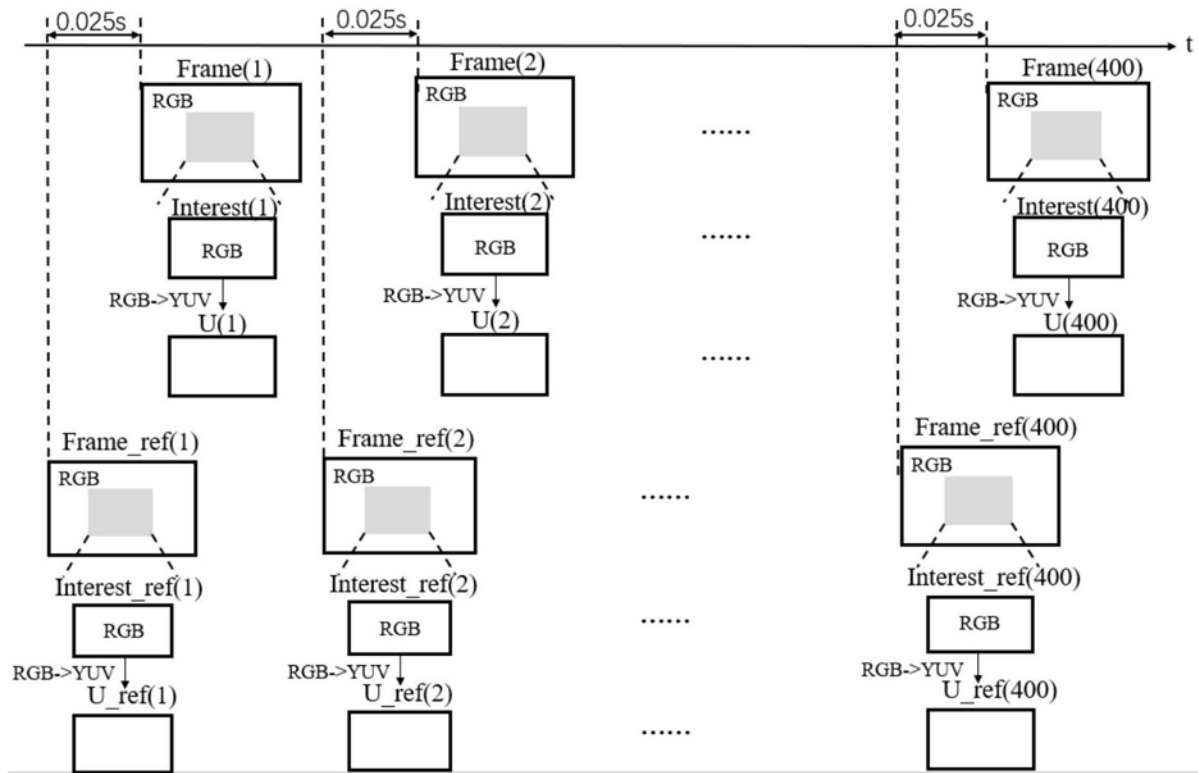 0.025s 0.025s 0.025s
t
Frame(1) Frame(2) Frame(400)
RGB RGB RGB
......
Interest(1) Interest(2) Interest(400)
RGB RGB ...... RGB
RGB->YUV RGB->YUV RGB->YUV
U(1) U(2) U(400)
......
Frame_ref(1) Frame_ref(2) Frame_ref(400)
RGB RGB RGB
......
Interest_ref(1) Interest_ref(2) Interest_ref(400)
RGB RGB ...... RGB
RGB->YUV RGB->YUV RGB->YUV
U_ref(1) U_ref(2) U_ref(400)
......